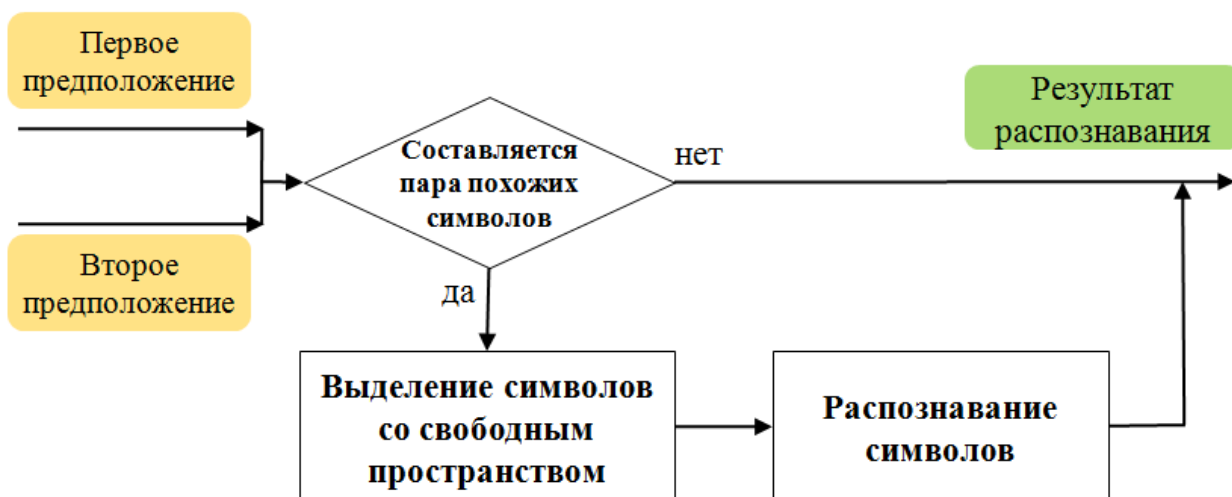 Первое
предположение
Результат
распознавания
Составляется
пара похожих
символов
нет
Второе
предположение
да
Выделение символов
со свободным
пространством
Распознавание
символов